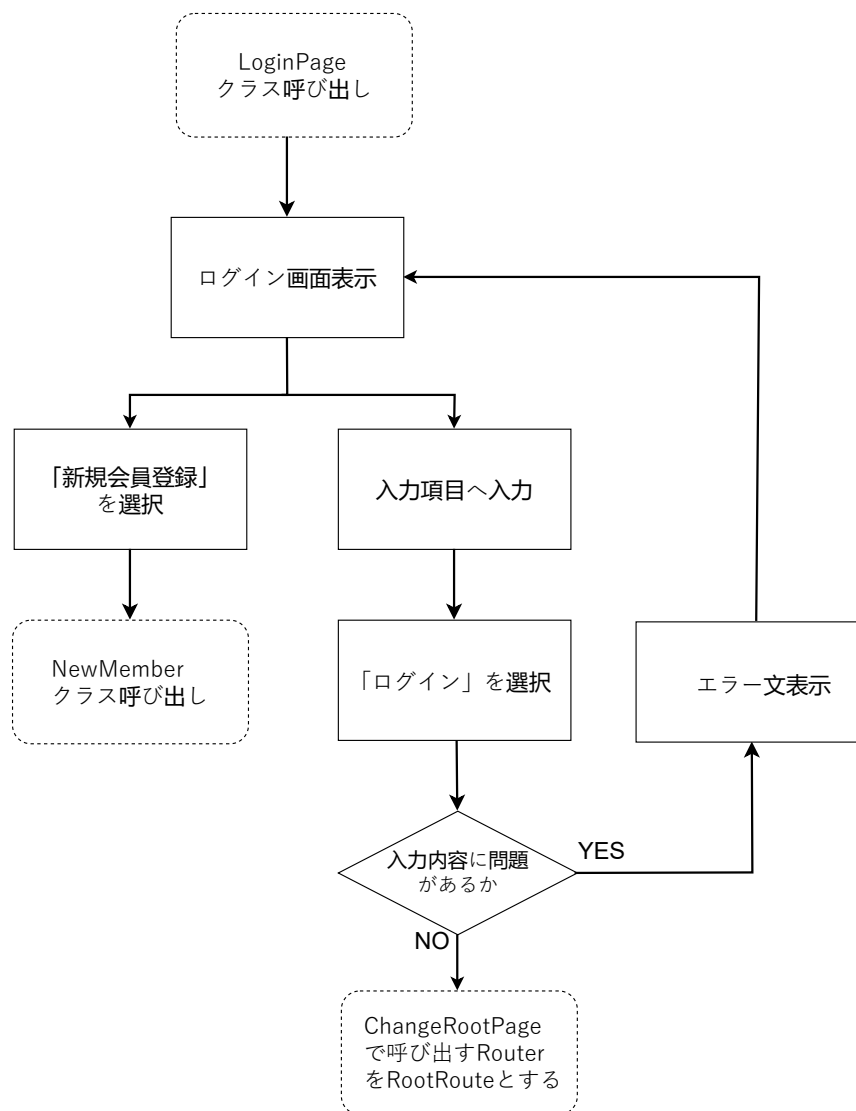 LoginPage
クラス呼び出し
ログイン画面表示
「新規会員登録」
を選択
入力項目へ入力
NewMember
クラス呼び出し
「ログイン」を選択
エラー文表示
入力内容に問題
があるか
YES
NO
ChangeRootPage
で呼び出すRouter
をRootRouteとする